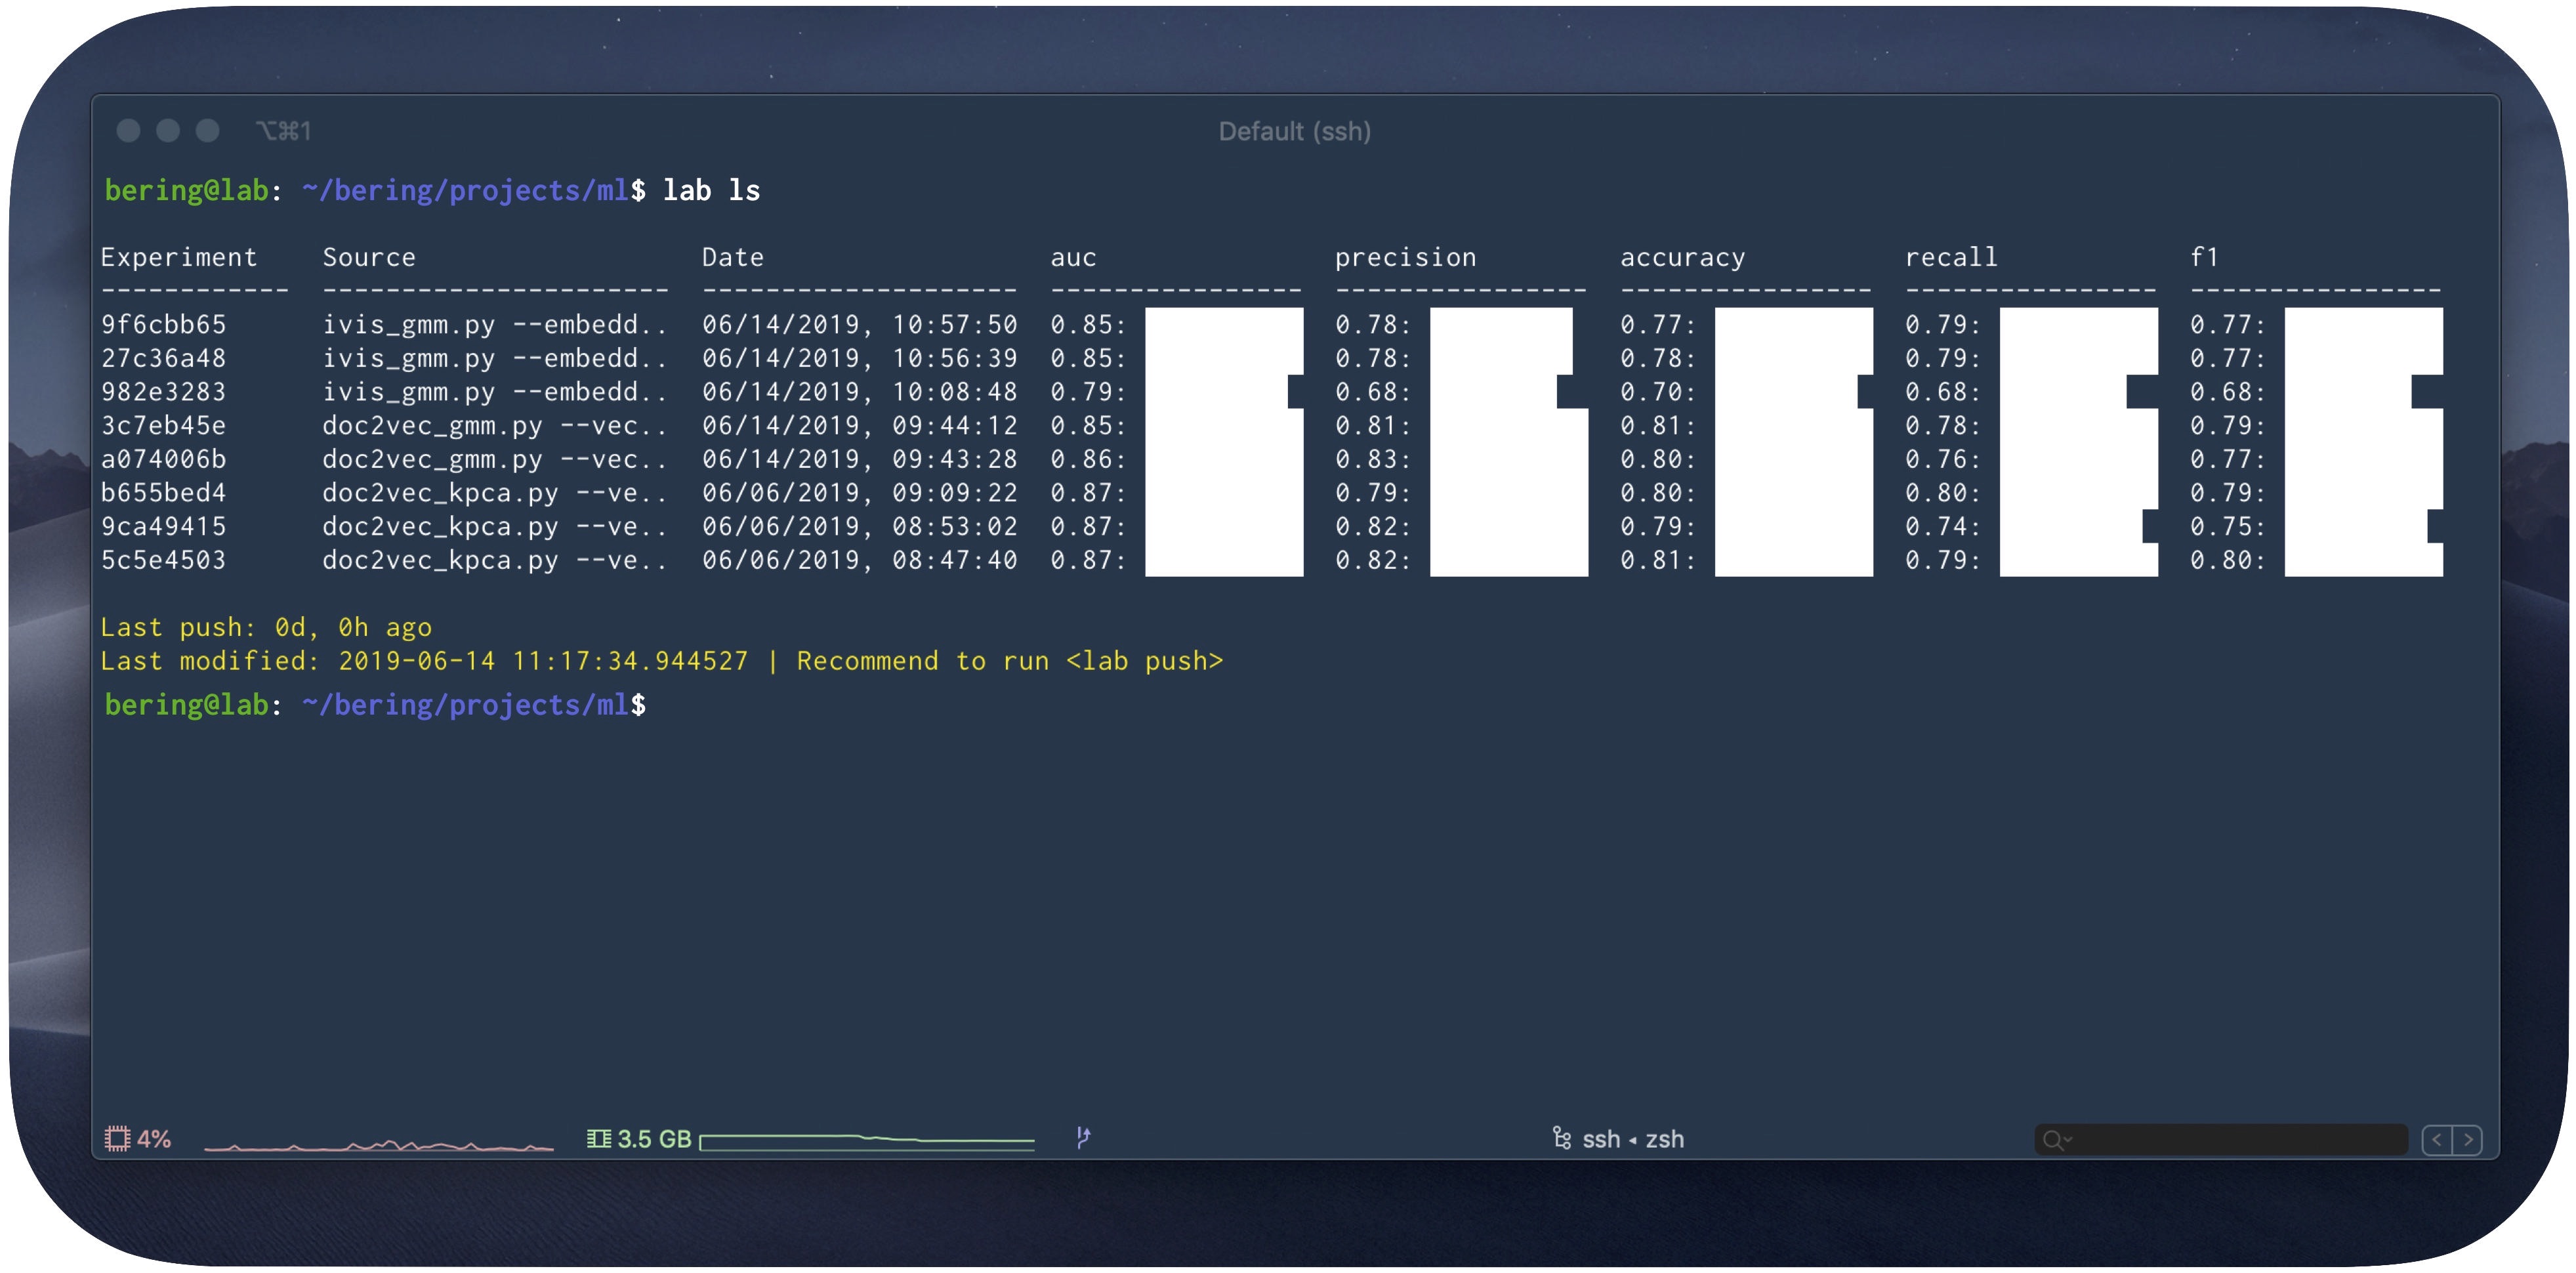 ⌥⌘1 Default (ssh)
bering@lab: ~/bering/projects/ml$ lab ls
Experiment Source Date auc precision accuracy recall f1
------------ ---------------------- -------------------- ---------------- ---------------- ---------------- ---------------- ----------------
9f6cbb65 ivis_gmm.py --embedd.. 06/14/2019, 10:57:50 0.85: 0.78: 0.77: 0.79: 0.77:
27c36a48 ivis_gmm.py --embedd.. 06/14/2019, 10:56:39 0.85: 0.78: 0.78: 0.79: 0.77:
982e3283 ivis_gmm.py --embedd.. 06/14/2019, 10:08:48 0.79: 0.68: 0.70: 0.68: 0.68:
3c7eb45e doc2vec_gmm.py --vec.. 06/14/2019, 09:44:12 0.85: 0.81: 0.81: 0.78: 0.79:
a074006b doc2vec_gmm.py --vec.. 06/14/2019, 09:43:28 0.86: 0.83: 0.80: 0.76: 0.77:
b655bed4 doc2vec_kpca.py --ve.. 06/06/2019, 09:09:22 0.87: 0.79: 0.80: 0.80: 0.79:
9ca49415 doc2vec_kpca.py --ve.. 06/06/2019, 08:53:02 0.87: 0.82: 0.79: 0.74: 0.75:
5c5e4503 doc2vec_kpca.py --ve.. 06/06/2019, 08:47:40 0.87: 0.82: 0.81: 0.79: 0.80:
Last push: 0d, 0h ago
Last modified: 2019-06-14 11:17:34.944527 | Recommend to run <lab push>
bering@lab: ~/bering/projects/ml$
4% 3.5 GB ssh ◂ zsh